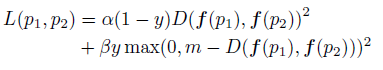 L(p₁, p₂) = α(1 − y)D(f(p₁), f(p₂))²
+ βy max(0, m − D(f(p₁), f(p₂)))²